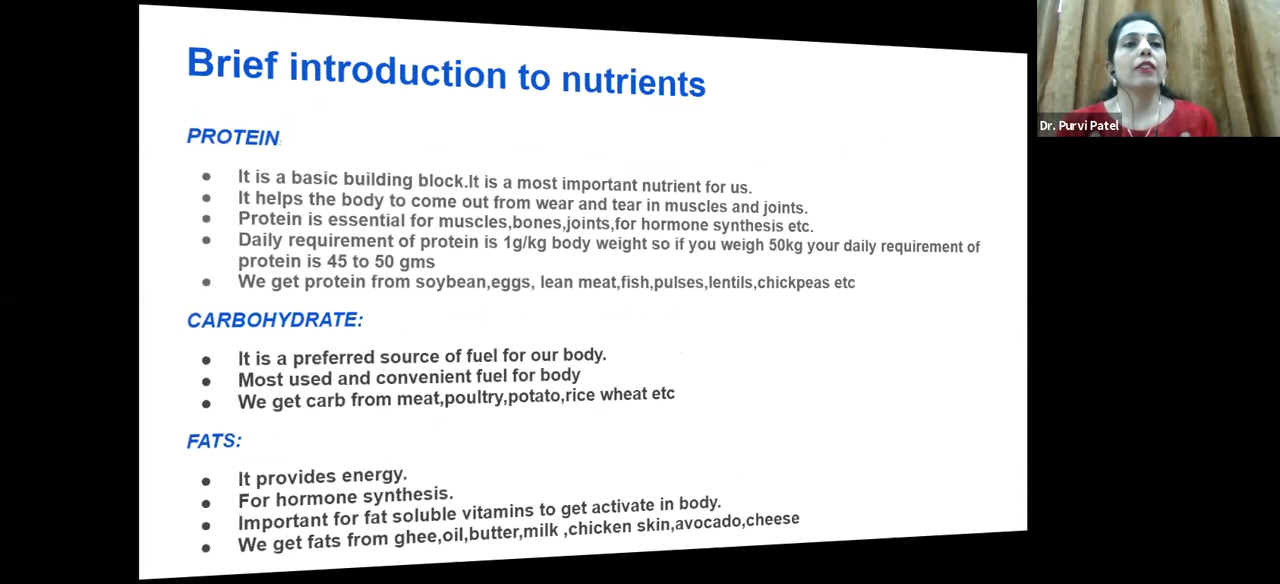 Brief introduction to nutrients
PROTEIN:
It is a basic building block.It is a most important nutrient for us.
It helps the body to come out from wear and tear in muscles and joints.
Protein is essential for muscles,bones,joints,for hormone synthesis etc.
Daily requirement of protein is 1g/kg body weight so if you weigh 50kg your daily requirement of
protein is 45 to 50 gms
We get protein from soybean,eggs, lean meat,fish,pulses,lentils,chickpeas etc
CARBOHYDRATE:
It is a preferred source of fuel for our body.
Most used and convenient fuel for body
We get carb from meat,poultry,potato,rice wheat etc
FATS:
It provides energy.
For hormone synthesis.
Important for fat soluble vitamins to get activate in body.
We get fats from ghee,oil,butter,milk ,chicken skin,avocado,cheese
Dr. Purvi Patel